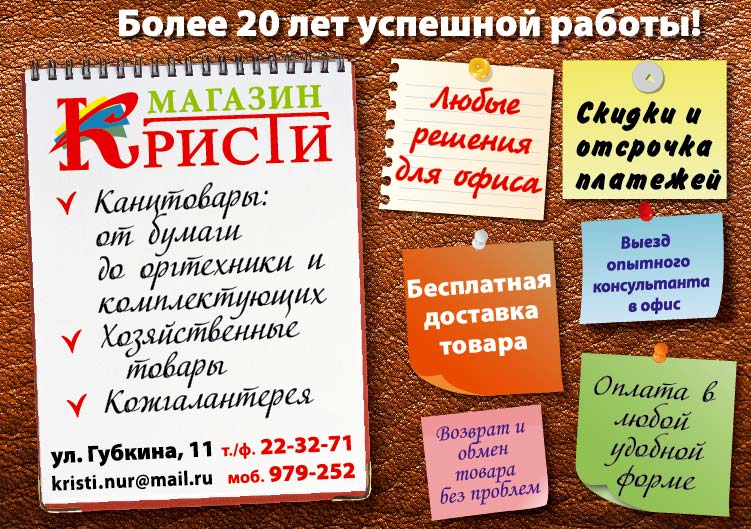 Более 20 лет успешной работы!
МАГАЗИН
КРИСТИ
Канцтовары:
от бумаги
до оргтехники и
комплектующих
Хозяйственные
товары
Кожгалантерея
ул. Губкина, 11 т./ф. 22-32-71
kristi.nur@mail.ru моб. 979-252
Любые
решения
для офиса
Скидки и
отсрочка
платежей
Бесплатная
доставка
товара
Выезд
опытного
консультанта
в офис
Возврат и
обмен
товара
без проблем
Оплата в
любой
удобной
форме